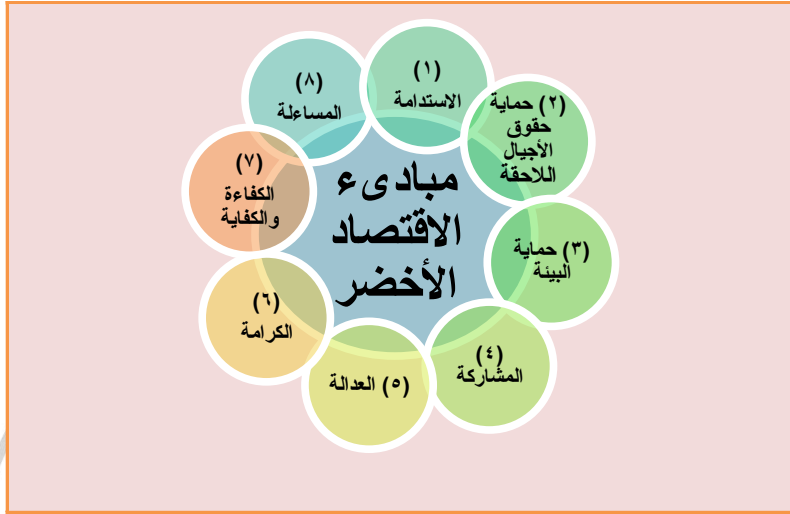 مبادىء
الاقتصاد
الأخضر
(١)
الاستدامة
(٢) حماية
حقوق
الأجيال
اللاحقة
(٣) حماية
البيئة
(٤)
المشاركة
(٥) العدالة
(٦)
الكرامة
(٧)
الكفاءة
والكفاية
(٨)
المساءلة